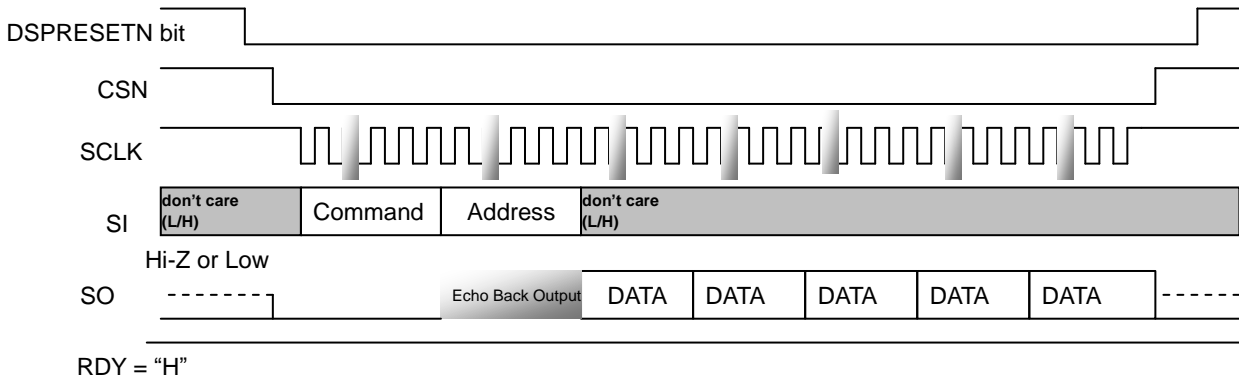 DSPRESETN bit
CSN
SCLK
SI
don't care
(L/H)
Command
Address
don't care
(L/H)
Hi-Z or Low
SO
Echo Back Output
DATA
DATA
DATA
DATA
DATA
RDY = “H”